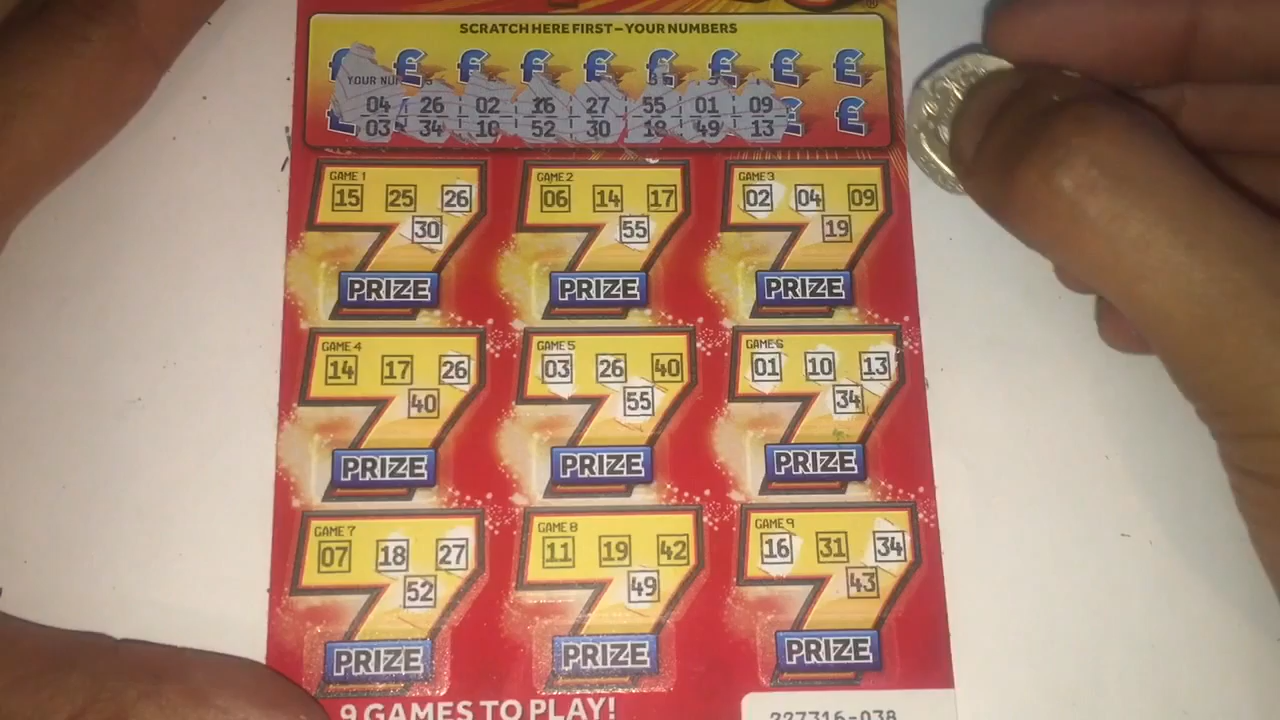 SCRATCH HERE FIRST – YOUR NUMBERS
£ £ £ £ £ £ £ £ £
04 26 02 16 27 55 01 09 £ £
03 34 10 52 30 18 49 13
GAME 1 GAME 2 GAME 3
15 25 26 06 14 17 02 04 09
30 55 19
PRIZE PRIZE PRIZE
GAME 4 GAME 5 GAME 6
14 17 26 03 26 40 01 10 13
40 55 34
PRIZE PRIZE PRIZE
GAME 7 GAME 8 GAME 9
07 18 27 11 19 42 16 31 34
52 49 43
PRIZE PRIZE PRIZE
9 GAMES TO PLAY!
227316-038